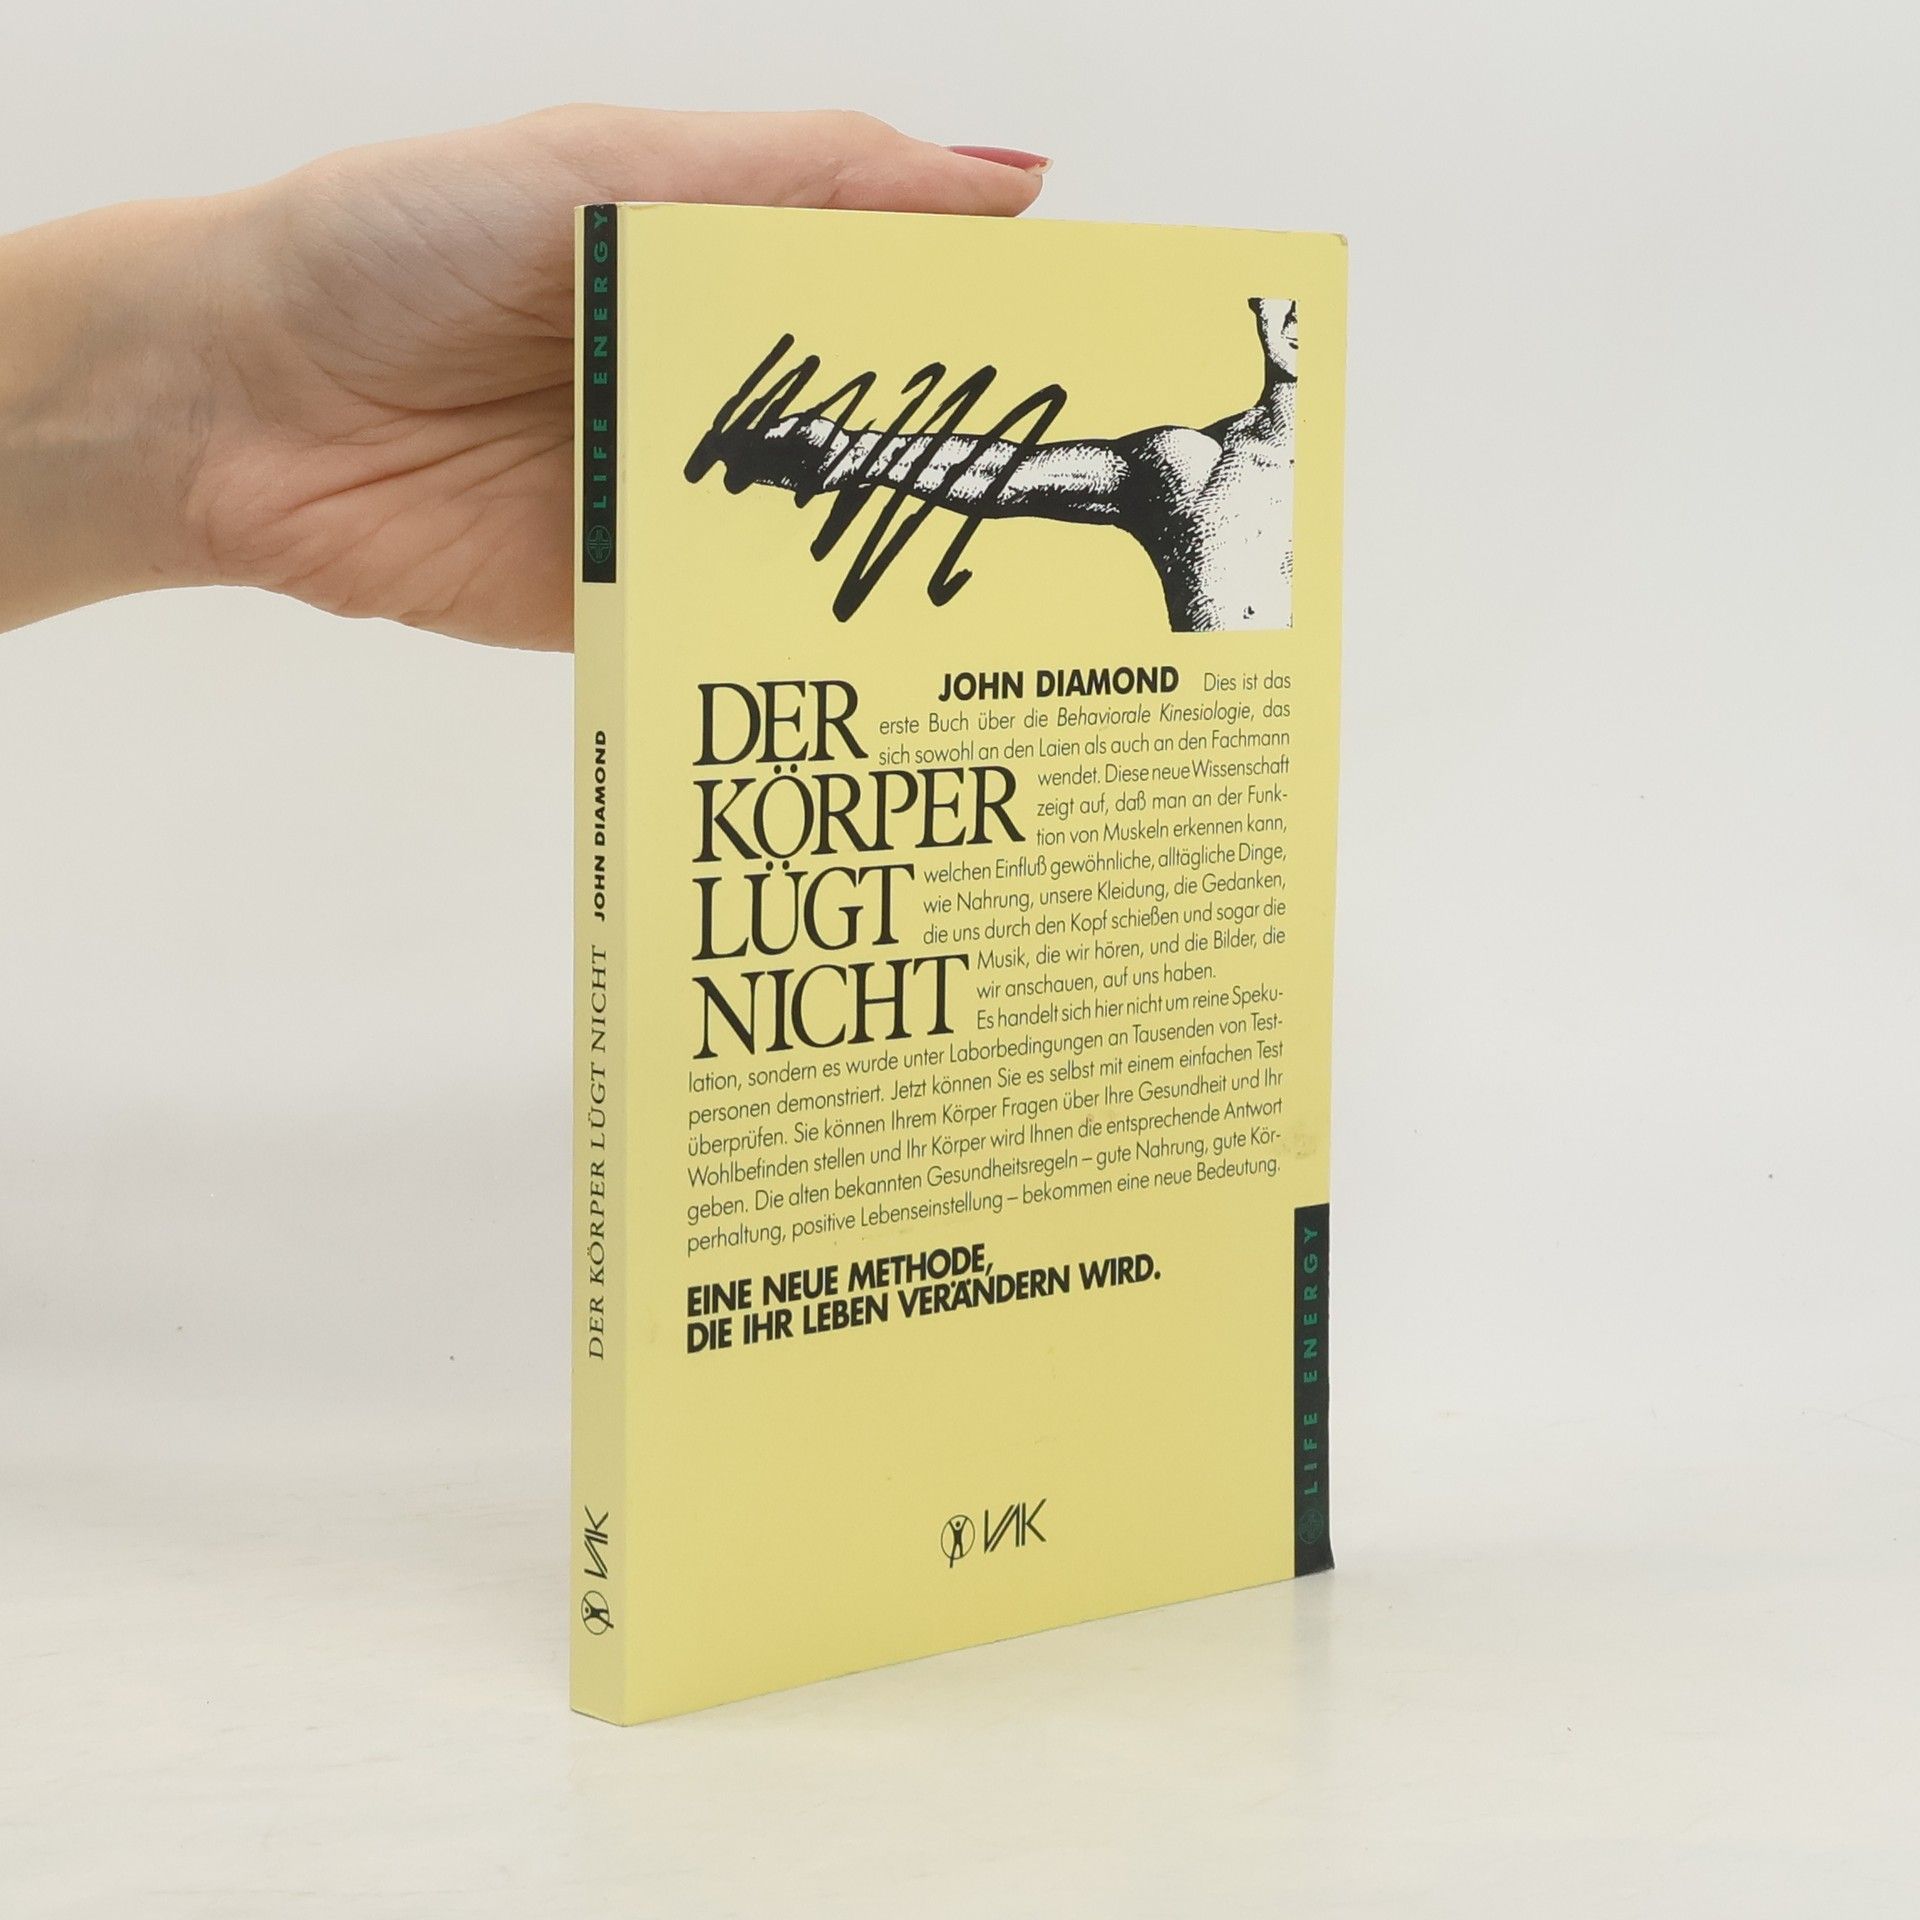 LIFE ENERGY
DER KÖRPER LÜGT NICHT JOHN DIAMOND
VAK
DER
KÖRPER
LÜGT
NICHT
JOHN DIAMOND Dies ist das
erste Buch über die Behaviorale Kinesiologie, das
sich sowohl an den Laien als auch an den Fachmann
wendet. Diese neue Wissenschaft
zeigt auf, daß man an der Funk-
tion von Muskeln erkennen kann,
welchen Einfluß gewöhnliche, alltägliche Dinge,
wie Nahrung, unsere Kleidung, die Gedanken,
die uns durch den Kopf schießen und sogar die
Musik, die wir hören, und die Bilder, die
wir anschauen, auf uns haben.
Es handelt sich hier nicht um reine Speku-
lation, sondern es wurde unter Laborbedingungen an Tausenden von Test-
personen demonstriert. Jetzt können Sie es selbst mit einem einfachen Test
überprüfen. Sie können Ihrem Körper Fragen über Ihre Gesundheit und Ihr
Wohlbefinden stellen und Ihr Körper wird Ihnen die entsprechende Antwort
geben. Die alten bekannten Gesundheitsregeln – gute Nahrung, gute Kör-
perhaltung, positive Lebenseinstellung – bekommen eine neue Bedeutung.
EINE NEUE METHODE,
DIE IHR LEBEN VERÄNDERN WIRD.
VAK
LIFE ENERGY